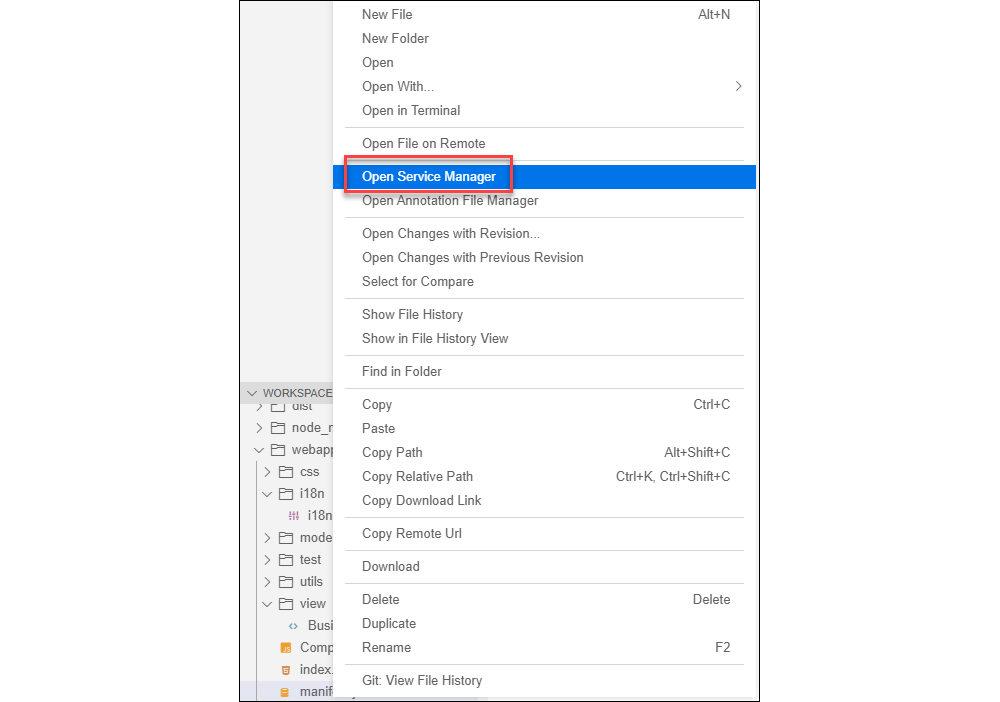 New File Alt+N
New Folder
Open
Open With...
Open in Terminal
Open File on Remote
Open Service Manager
Open Annotation File Manager
Open Changes with Revision...
Open Changes with Previous Revision
Select for Compare
Show File History
Show in File History View
Find in Folder
Copy Ctrl+C
Paste
Copy Path Alt+Shift+C
Copy Relative Path Ctrl+K, Ctrl+Shift+C
Copy Download Link
Copy Remote Url
Download
Delete Delete
Duplicate
Rename F2
Git: View File History
WORKSPACE
dist
node_
webapp
css
i18n
i18n
mode
test
utils
view
Busi
Comp
index.
manif